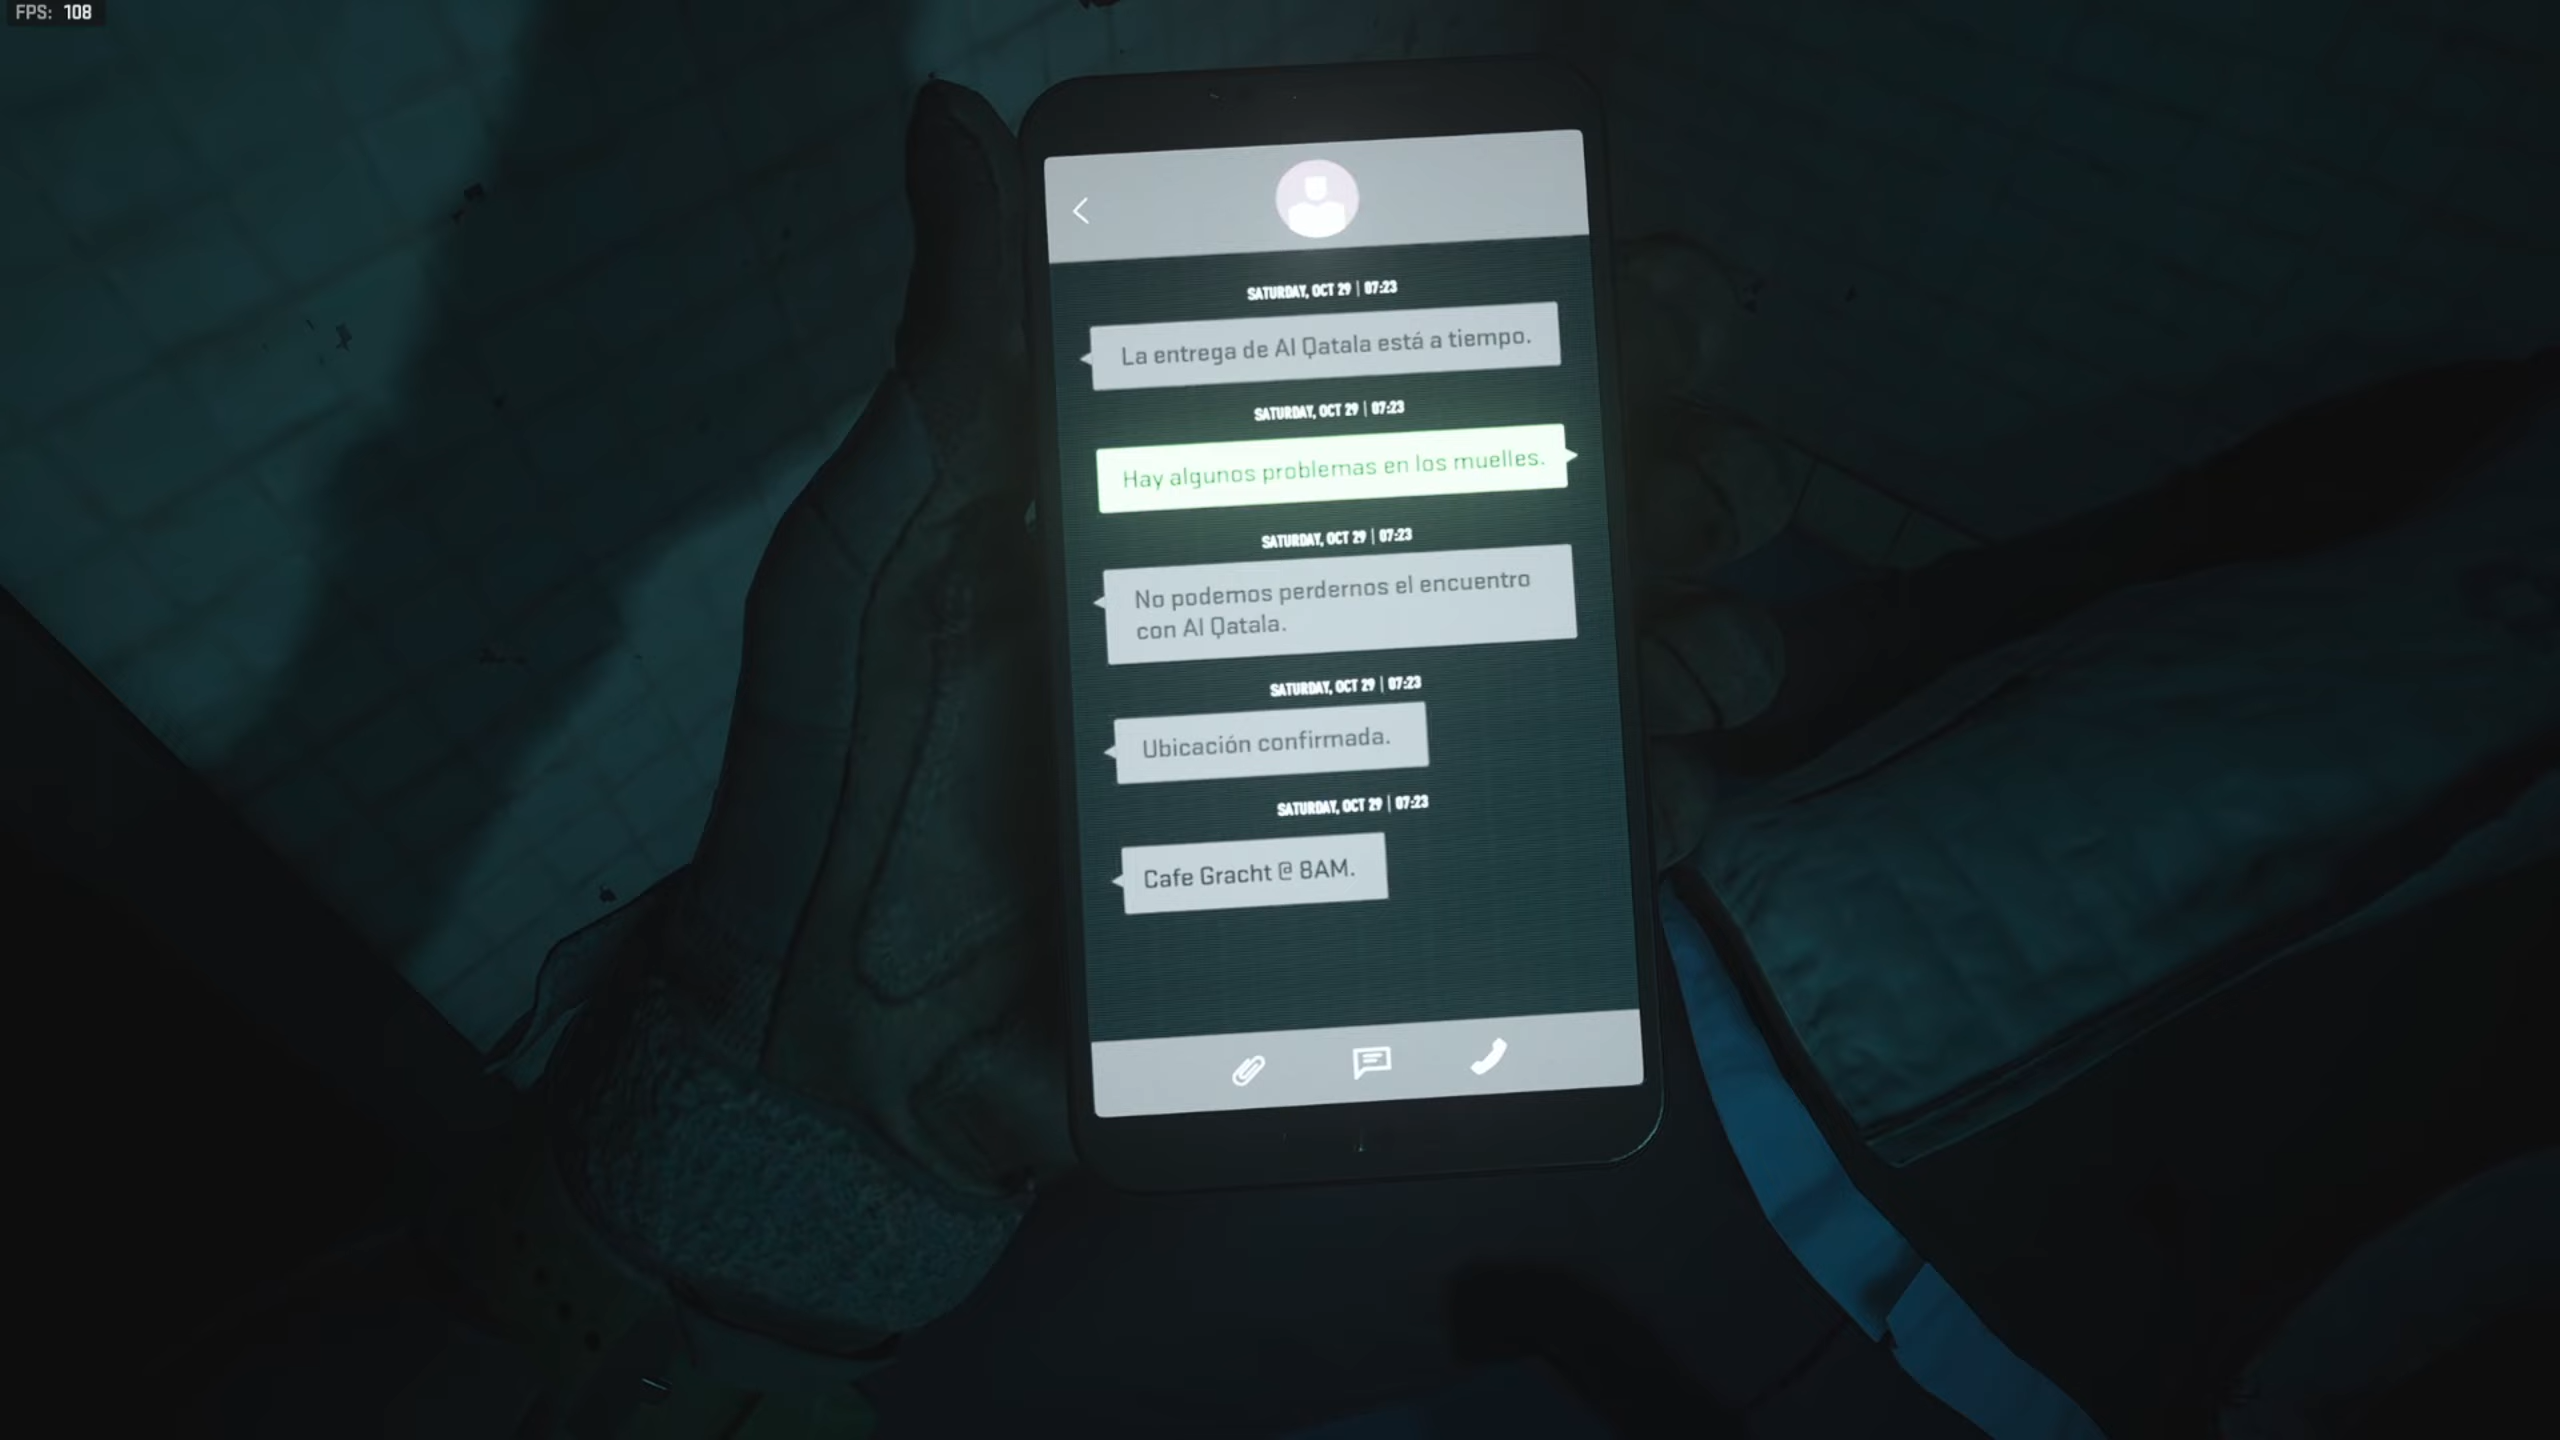 FPS: 108
SATURDAY, OCT 29 | 07:23
La entrega de Al Qatala está a tiempo.
SATURDAY, OCT 29 | 07:23
Hay algunos problemas en los muelles.
SATURDAY, OCT 29 | 07:23
No podemos perdernos el encuentro
con Al Qatala.
SATURDAY, OCT 29 | 07:23
Ubicación confirmada.
SATURDAY, OCT 29 | 07:23
Cafe Gracht @ 8AM.